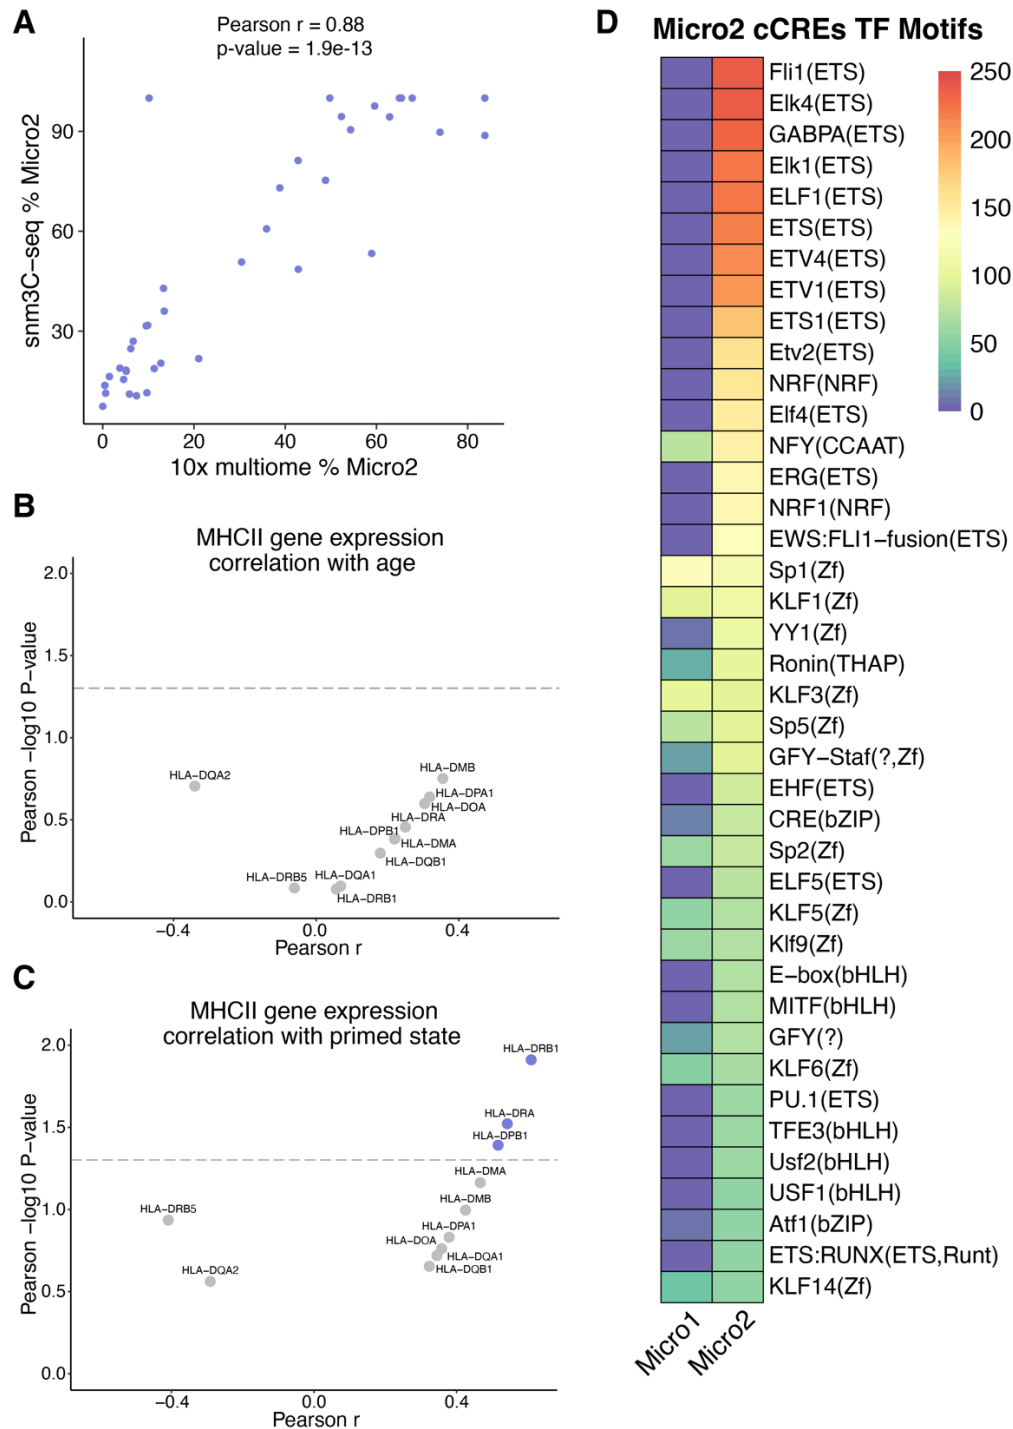 A
Pearson r = 0.88
p-value = 1.9e-13
snm3C−seq % Micro2
90
60
30
0
20
40
60
80
10x multiome % Micro2
B
MHCII gene expression
correlation with age
Pearson −log10 P−value
2.0
1.5
1.0
0.5
0.0
HLA−DQA2
HLA−DMB
HLA−DPA1
HLA−DOA
HLA−DRA
HLA−DPB1
HLA−DMA
HLA−DQB1
HLA−DRB5
HLA−DQA1
HLA−DRB1
−0.4
0.0
0.4
Pearson r
C
MHCII gene expression
correlation with primed state
Pearson −log10 P−value
2.0
1.5
1.0
0.5
0.0
HLA−DRB1
HLA−DRA
HLA−DPB1
HLA−DMA
HLA−DMB
HLA−DRB5
HLA−DPA1
HLA−DOA
HLA−DQA1
HLA−DQB1
HLA−DQA2
−0.4
0.0
0.4
Pearson r
D
Micro2 cCREs TF Motifs
Fli1(ETS)
Elk4(ETS)
GABPA(ETS)
Elk1(ETS)
ELF1(ETS)
ETS(ETS)
ETV4(ETS)
ETV1(ETS)
ETS1(ETS)
Etv2(ETS)
NRF(NRF)
Elf4(ETS)
NFY(CCAAT)
ERG(ETS)
NRF1(NRF)
EWS:FLI1−fusion(ETS)
Sp1(Zf)
KLF1(Zf)
YY1(Zf)
Ronin(THAP)
KLF3(Zf)
Sp5(Zf)
GFY−Staf(?,Zf)
EHF(ETS)
CRE(bZIP)
Sp2(Zf)
ELF5(ETS)
KLF5(Zf)
Klf9(Zf)
E−box(bHLH)
MITF(bHLH)
GFY(?)
KLF6(Zf)
PU.1(ETS)
TFE3(bHLH)
Usf2(bHLH)
USF1(bHLH)
Atf1(bZIP)
ETS:RUNX(ETS,Runt)
KLF14(Zf)
Micro1
Micro2
250
200
150
100
50
0